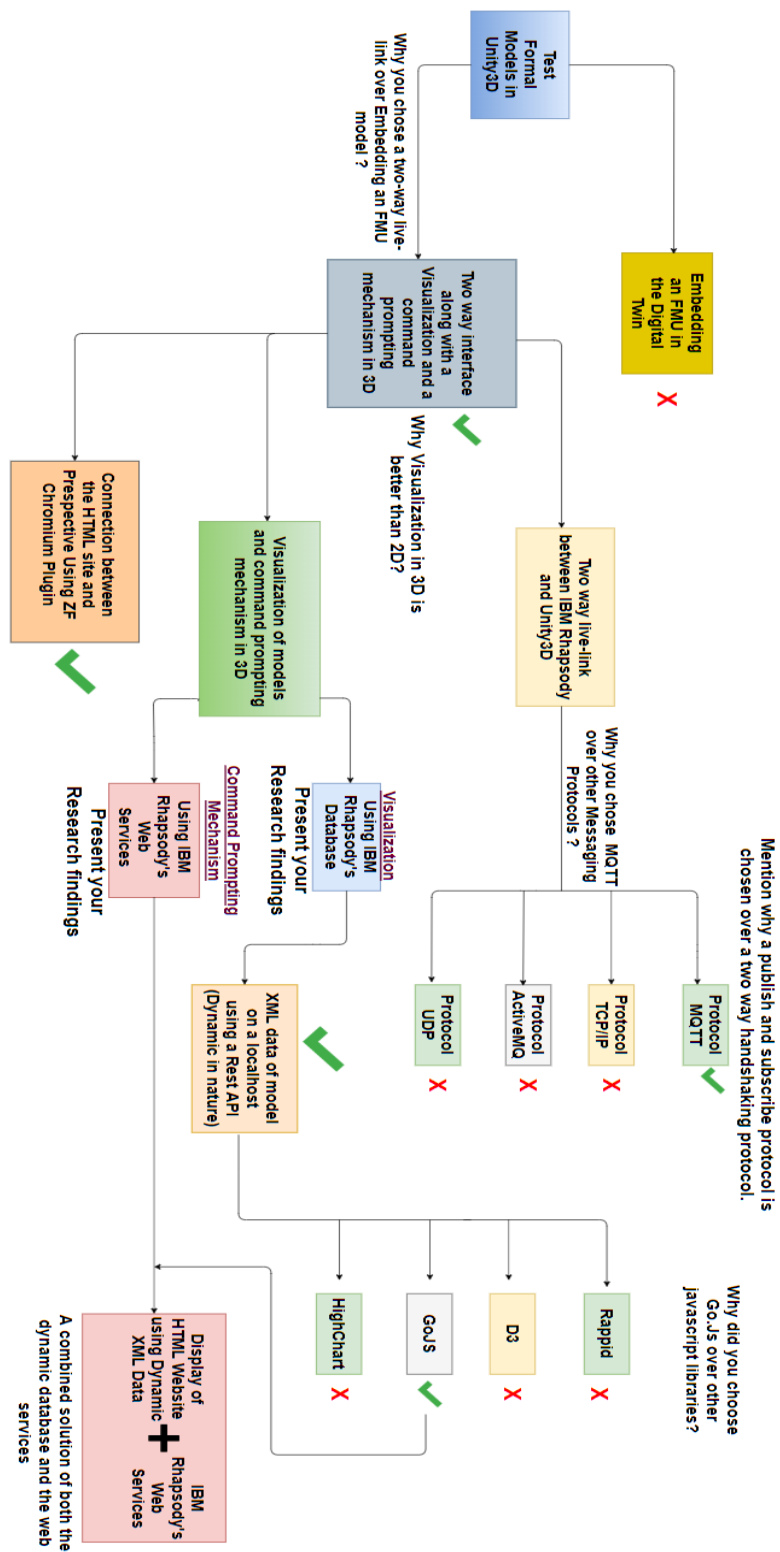 Test
Formal
Models in
Unity3D
Embedding
an FMU in
the Digital
Twin
X
Why you chose a two-way live-
link over Embedding an FMU
model ?
Two way interface
along with a
Visualization and a
command
prompting
mechanism in 3D
Why Visualization in 3D is
better than 2D?
Two way live-link
between IBM Rhapsody
and Unity3D
Visualization of models
and command prompting
mechanism in 3D
Connection between
the HTML site and
Prespective Using ZF
Chromium Plugin
Why you chose MQTT
over other Messaging
Protocols ?
Mention why a publish and subscribe protocol is
chosen over a two way handshaking protocol.
Protocol
MQTT
Protocol
TCP/IP
X
Protocol
ActiveMQ
X
Protocol
UDP
X
Visualization
Using IBM
Rhapsody's
Database
Present your
Research findings
Command Prompting
Mechanism
Using IBM
Rhapsody's
Web
Services
Present your
Research findings
XML data of model
on a localhost
using a Rest API
(Dynamic in nature)
Why did you choose
Go.Js over other
javascript libraries?
Rappid
X
D3
X
GoJS
HighChart
X
Display of
HTML Website
using Dynamic
XML Data
+
IBM
Rhapsody's
Web
Services
A combined solution of both the
dynamic database and the web
services